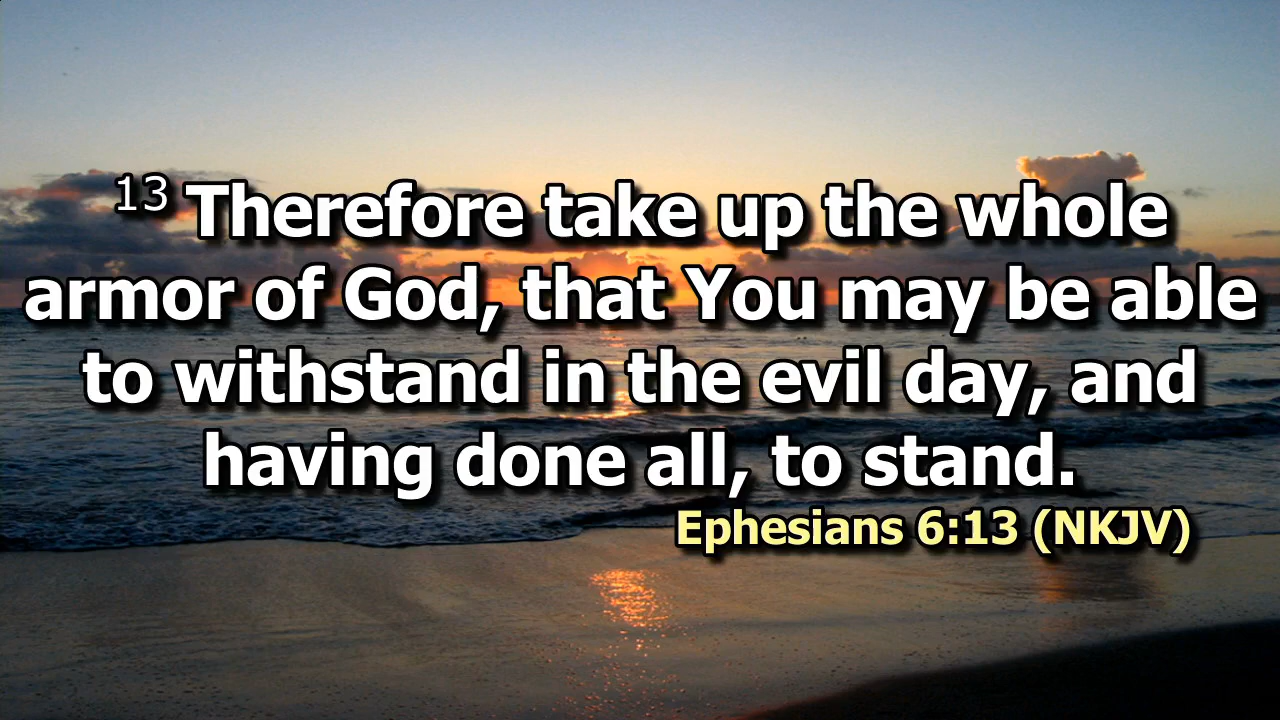 13 Therefore take up the whole
armor of God, that You may be able
to withstand in the evil day, and
having done all, to stand.
Ephesians 6:13 (NKJV)